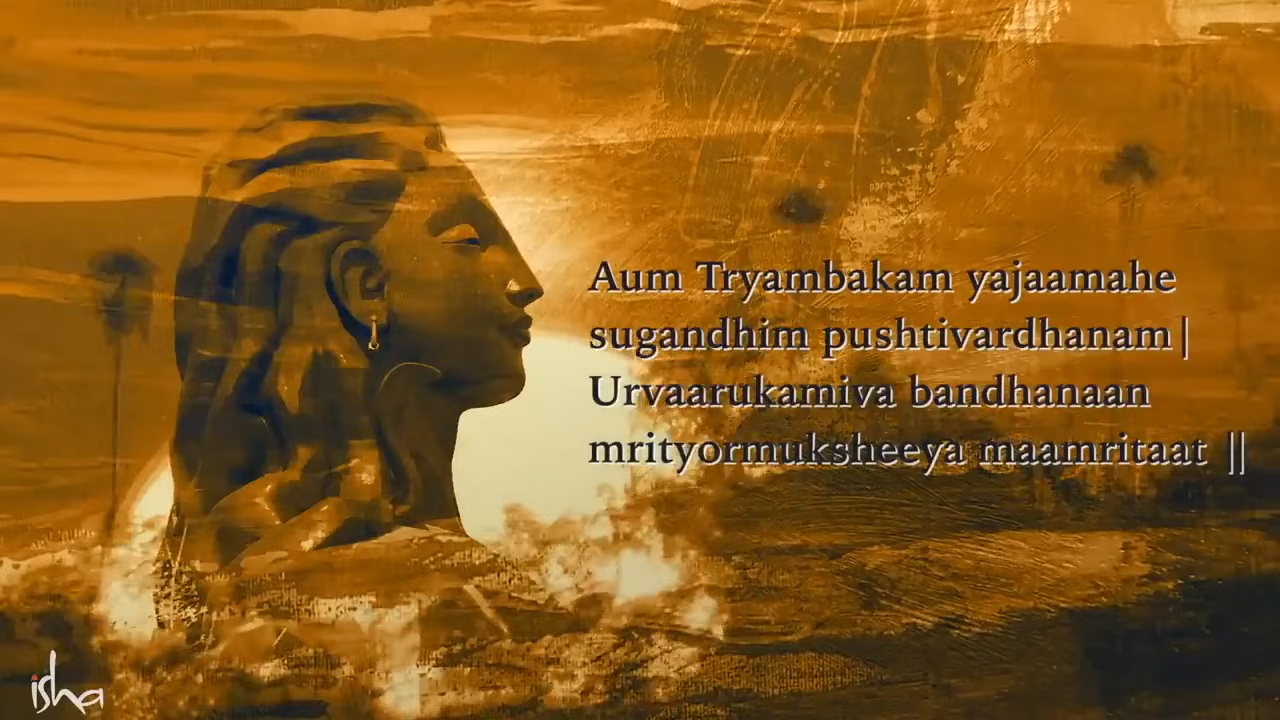 Aum Tryambakam yajaamahe
sugandhim pushtivardhanam|
Urvaarukamiva bandhanaan
mrityormuksheeya maamritaat ||
isha